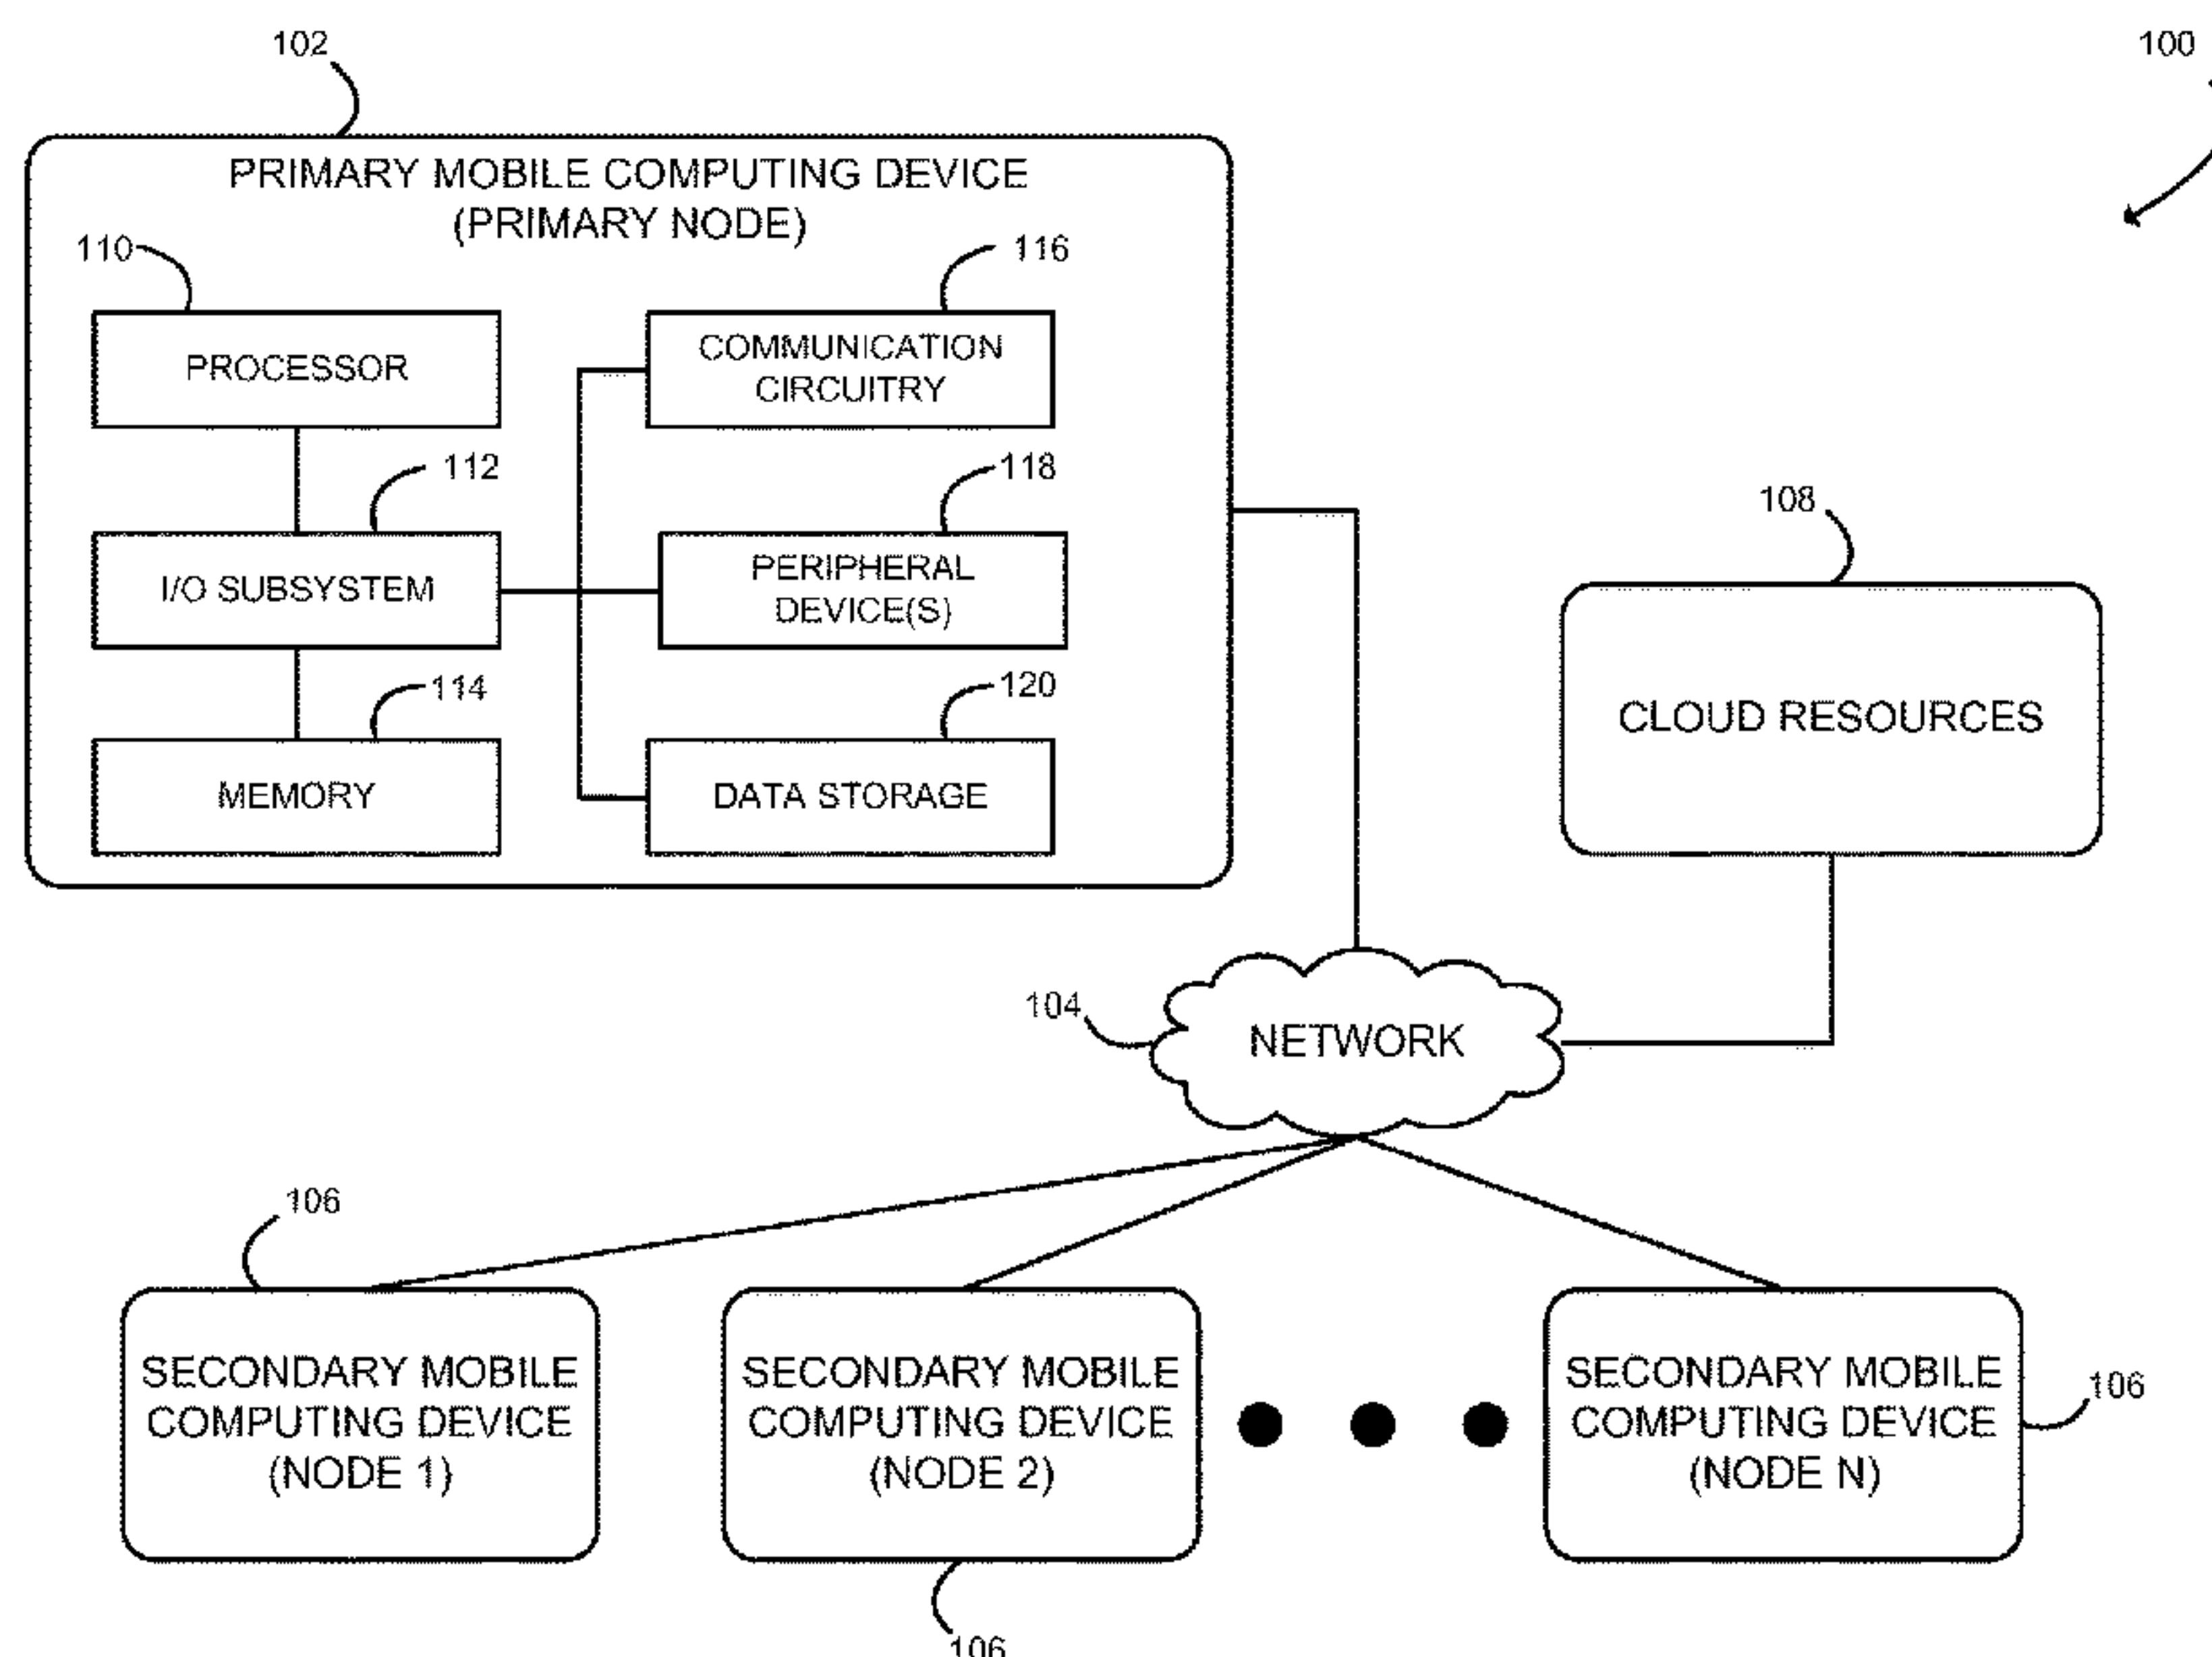 102
100
PRIMARY MOBILE COMPUTING DEVICE
(PRIMARY NODE)
110
116
PROCESSOR
COMMUNICATION
CIRCUITRY
112
118
I/O SUBSYSTEM
PERIPHERAL
DEVICE(S)
114
120
MEMORY
DATA STORAGE
108
CLOUD RESOURCES
104
NETWORK
106
SECONDARY MOBILE
COMPUTING DEVICE
(NODE 1)
SECONDARY MOBILE
COMPUTING DEVICE
(NODE 2)
106
SECONDARY MOBILE
COMPUTING DEVICE
(NODE N)
106